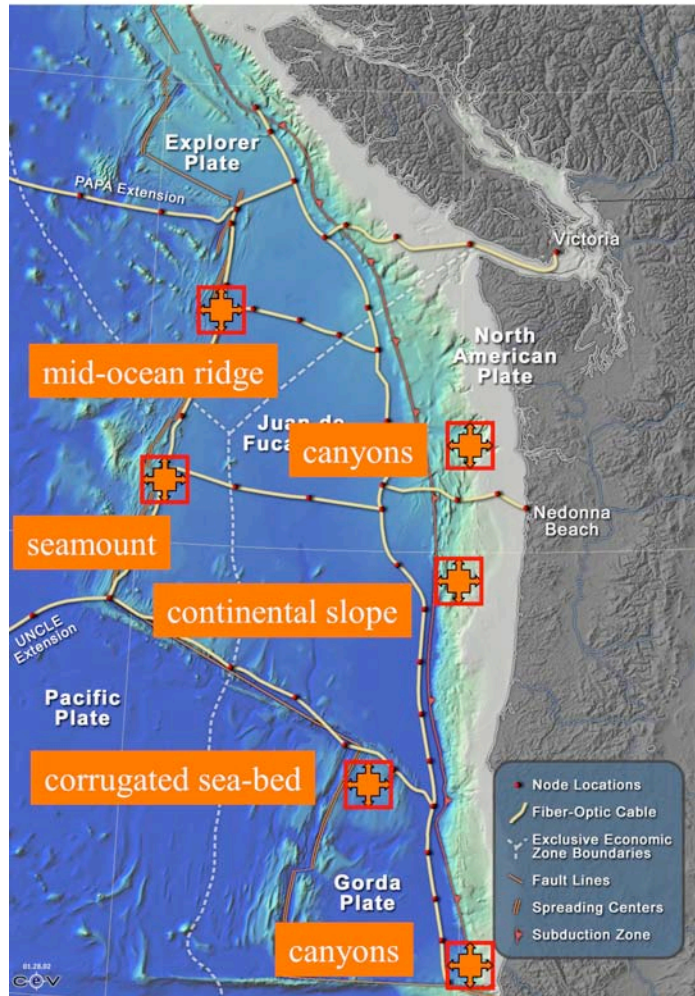 Explorer
Plate
PAPA Extension
Victoria
North
American
Plate
mid-ocean ridge
Juan de
Fuca
canyons
Nedonna
Beach
seamount
continental slope
UNCLE
Extension
Pacific
Plate
corrugated sea-bed
Gorda
Plate
canyons
Node Locations
Fiber-Optic Cable
Exclusive Economic
Zone Boundaries
Fault Lines
Spreading Centers
Subduction Zone
01.28.02
CEV